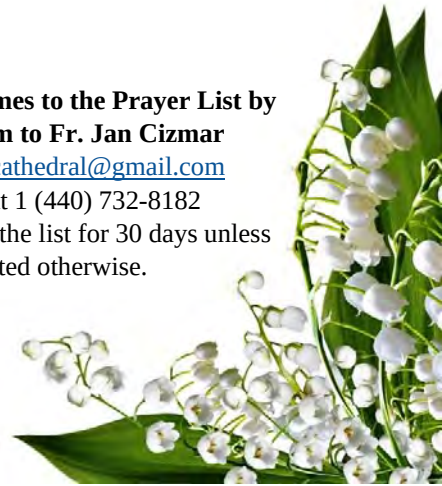 mes to the Prayer List by
m to Fr. Jan Cizmar
cathedral@gmail.com
t 1 (440) 732-8182
the list for 30 days unless
ted otherwise.